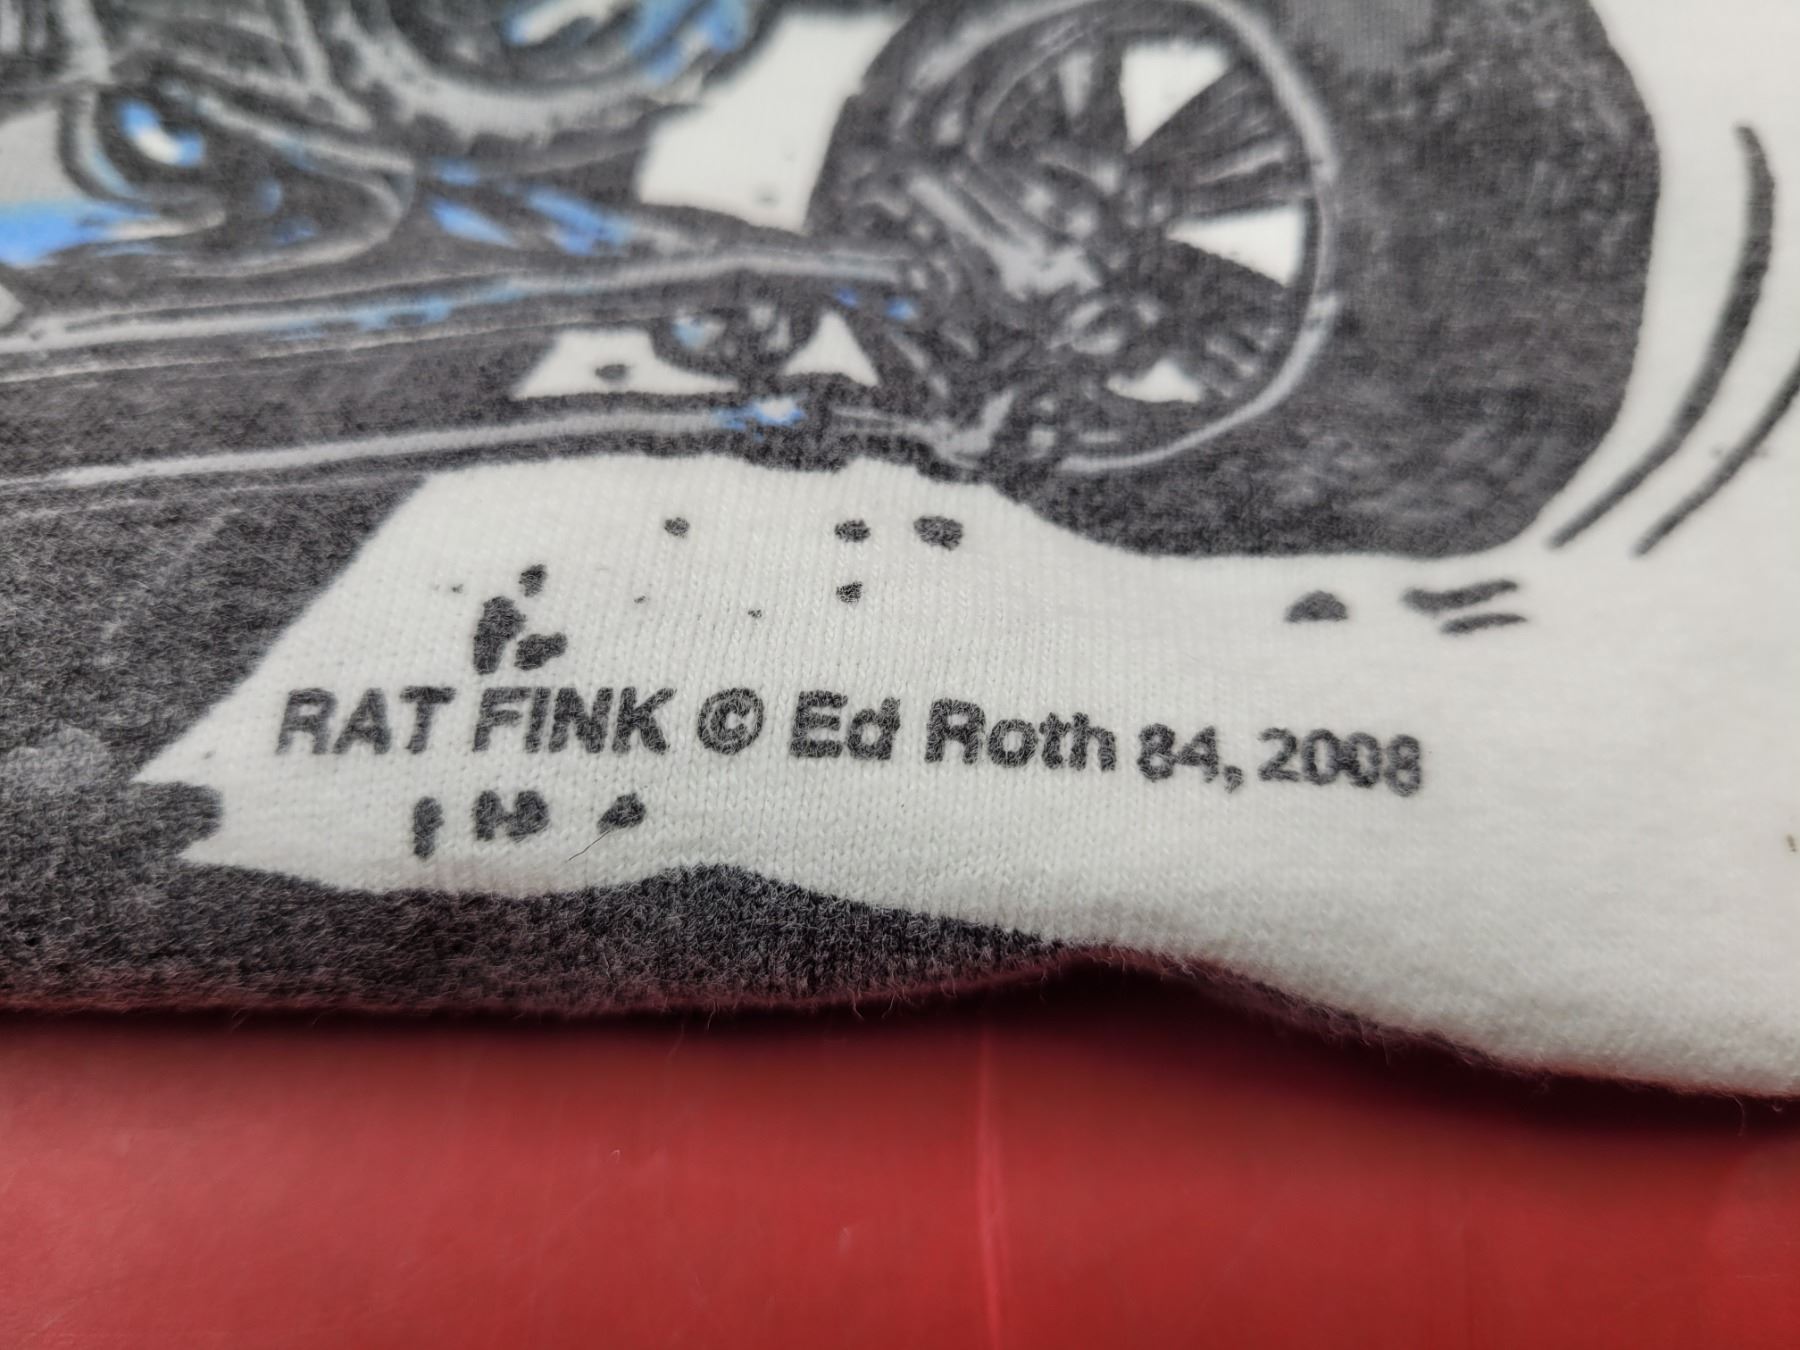 RAT FINK © Ed Roth 84, 2008